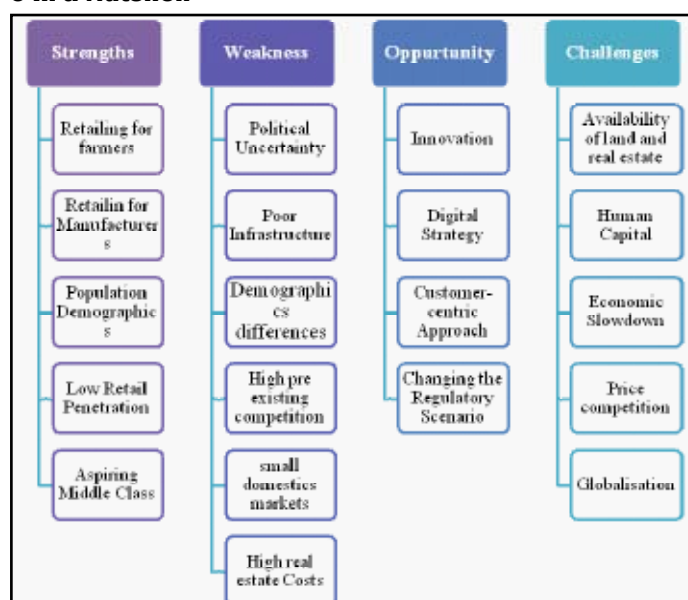 Strengths
Retailing for
farmers
Retailin for
Manufacturer
s
Population
Demographic
s
Low Retail
Penetration
Aspiring
Middle Class
Weakness
Political
Uncertainty
Poor
Infrastructure
Demographi
cs
differences
High pre
existing
competition
small
domestics
markets
High real
estate Costs
Oppurtunity
Innovation
Digital
Strategy
Customer-
centric
Approach
Changing the
Regulatory
Scenario
Challenges
Availability
of land and
real estate
Human
Capital
Economic
Slowdown
Price
competition
Globalisation